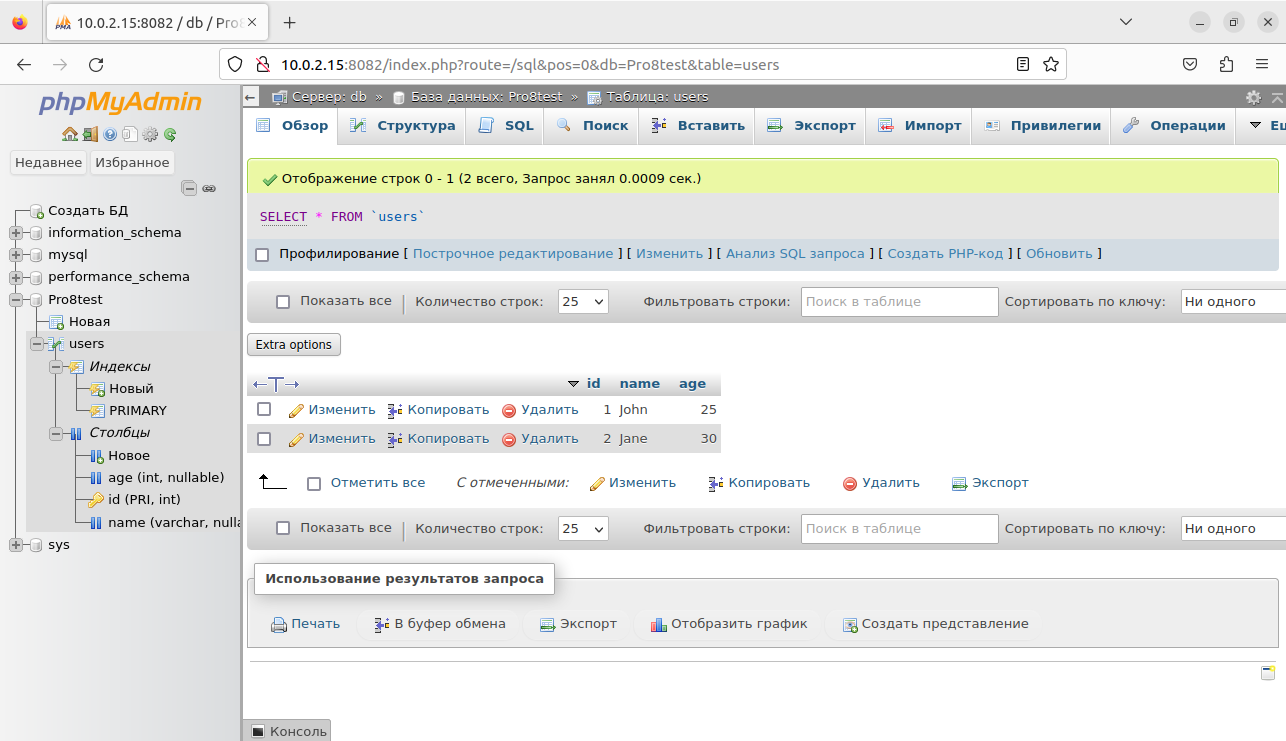 10.0.2.15:8082 / db / Pro8
10.0.2.15:8082/index.php?route=/sql&pos=0&db=Pro8test&table=users
phpMyAdmin
Недавнее Избранное
Создать БД
information_schema
mysql
performance_schema
Pro8test
Новая
users
Индексы
Новый
PRIMARY
Столбцы
Новое
age (int, nullable)
id (PRI, int)
name (varchar, nulla
sys
Сервер: db » База данных: Pro8test » Таблица: users
Обзор Структура SQL Поиск Вставить Экспорт Импорт Привилегии Операции Ещ
Отображение строк 0 - 1 (2 всего, Запрос занял 0.0009 сек.)
SELECT * FROM `users`
Профилирование [ Построчное редактирование ] [ Изменить ] [ Анализ SQL запроса ] [ Создать PHP-код ] [ Обновить ]
Показать все | Количество строк: 25 Фильтровать строки: Поиск в таблице Сортировать по ключу: Ни одного
Extra options
←T→ id name age
Изменить Копировать Удалить 1 John 25
Изменить Копировать Удалить 2 Jane 30
Отметить все С отмеченными: Изменить Копировать Удалить Экспорт
Показать все | Количество строк: 25 Фильтровать строки: Поиск в таблице Сортировать по ключу: Ни одного
Использование результатов запроса
Печать В буфер обмена Экспорт Отобразить график Создать представление
Консоль